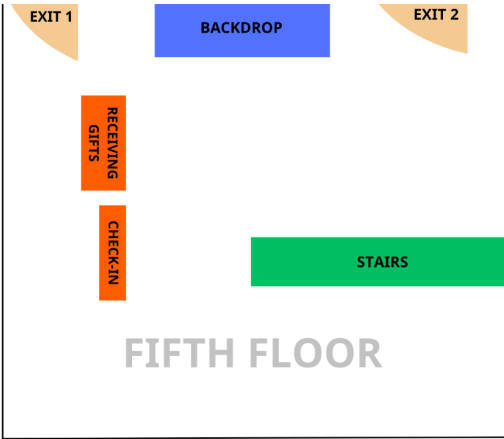 EXIT 1
BACKDROP
EXIT 2
RECEIVING
GIFTS
CHECK-IN
STAIRS
FIFTH FLOOR